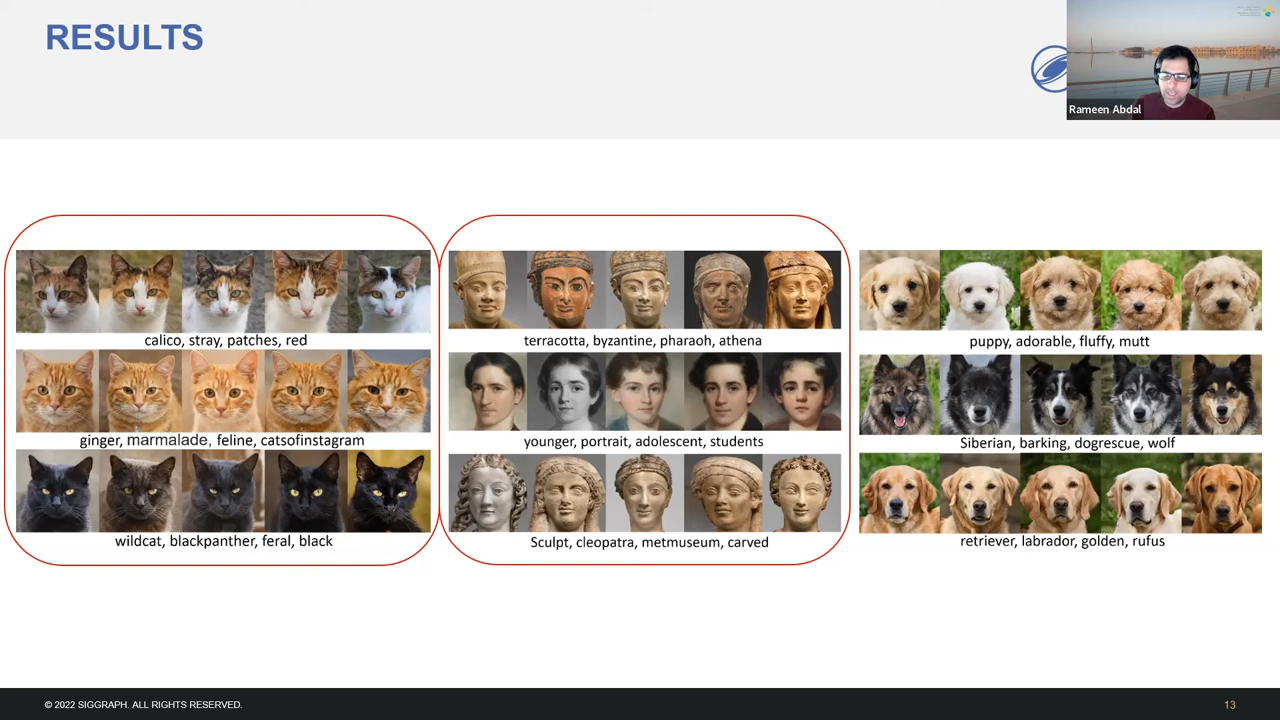 RESULTS
Rameen Abdal
calico, stray, patches, red
ginger, marmalade, feline, catsofinstagram
wildcat, blackpanther, feral, black
terracotta, byzantine, pharaoh, athena
younger, portrait, adolescent, students
Sculpt, cleopatra, metmuseum, carved
puppy, adorable, fluffy, mutt
Siberian, barking, dogrescue, wolf
retriever, labrador, golden, rufus
© 2022 SIGGRAPH. ALL RIGHTS RESERVED.
13